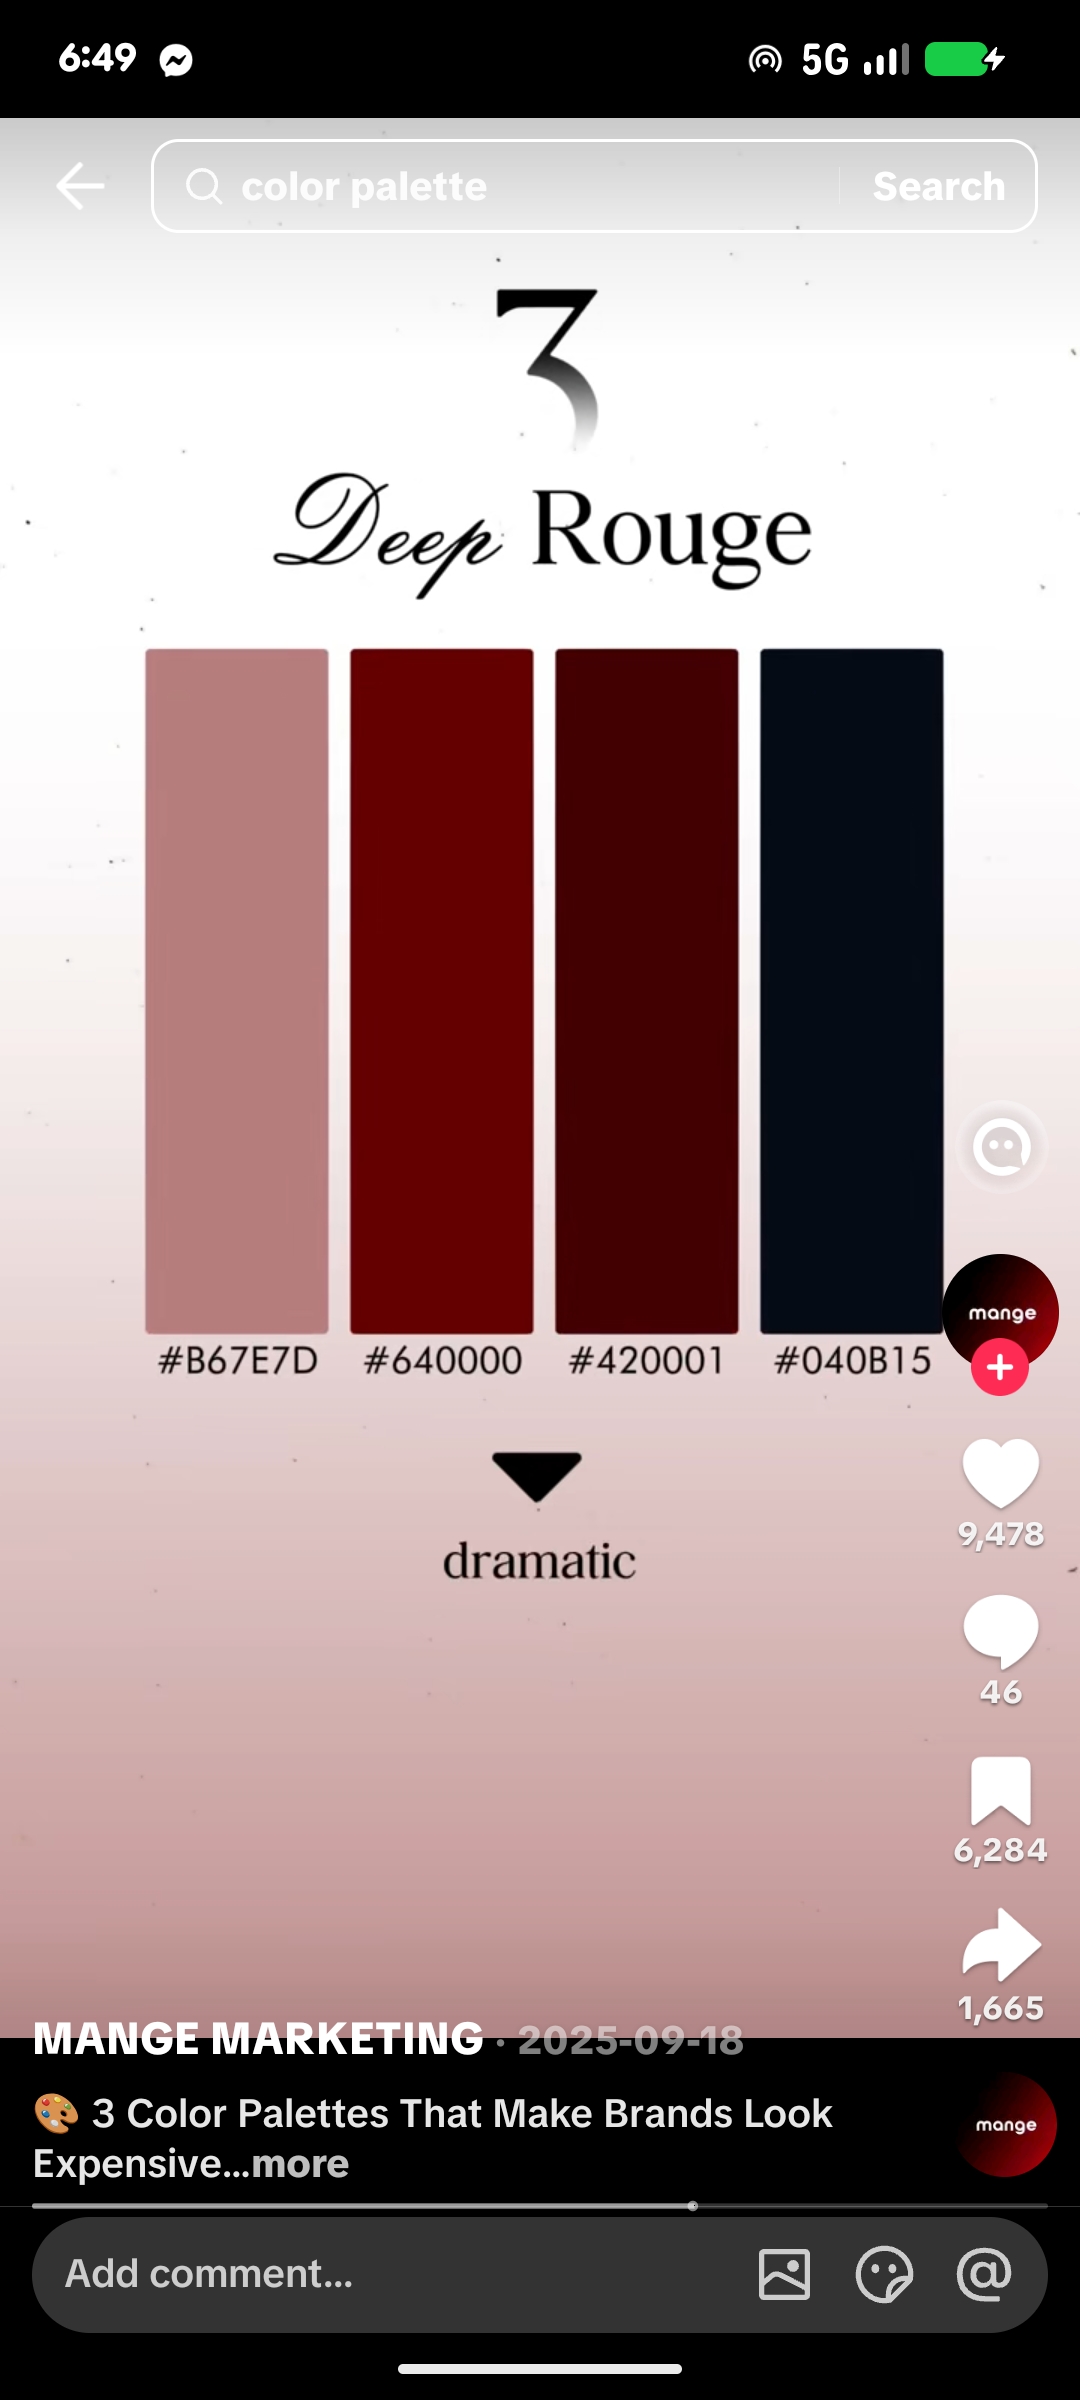 6:49
5G
color palette
Search
3
Deep Rouge
#B67E7D #640000 #420001 #040B15
mange
dramatic
9,478
46
6,284
1,665
MANGE MARKETING · 2025-09-18
🎨 3 Color Palettes That Make Brands Look
Expensive...more
mange
Add comment...